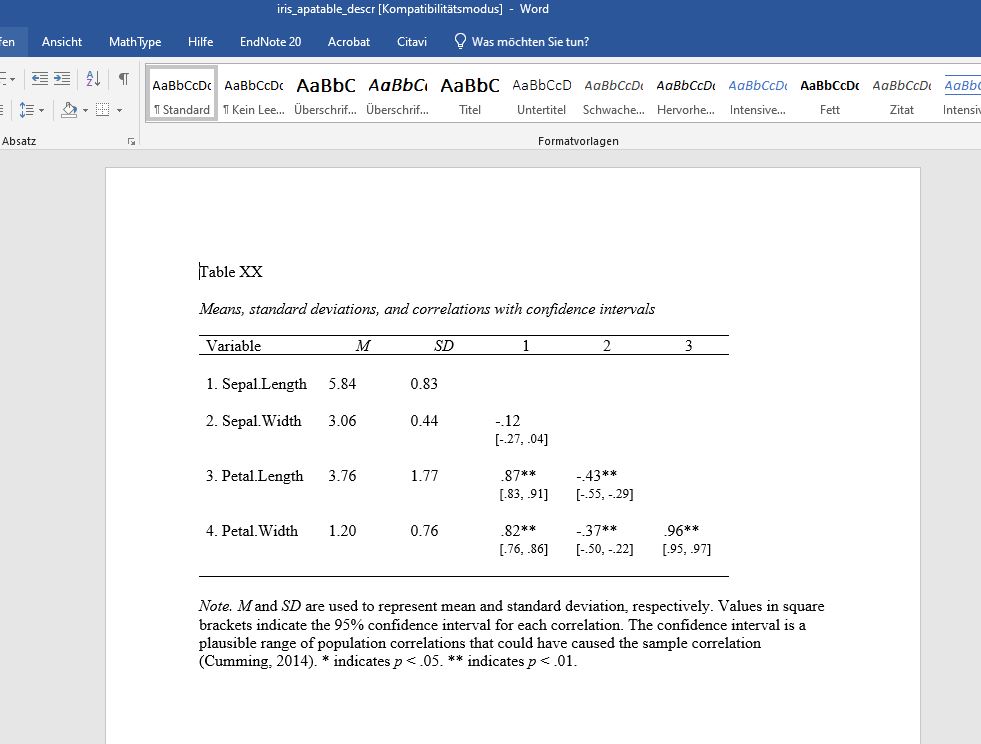 iris_apatable_descr [Kompatibilitätsmodus] - Word
fen Ansicht MathType Hilfe EndNote 20 Acrobat Citavi Was möchten Sie tun?
AaBbCcDc AaBbCcDc AaBbC AaBbCc AaBbC AaBbCcD AaBbCcDc AaBbCcDc AaBbCcDc AaBbCcDc AaBbCcDc AaBbC
¶ Standard ¶ Kein Lee... Überschrif... Überschrif... Titel Untertitel Schwache... Hervorhe... Intensive... Fett Zitat Intensiv
Absatz Formatvorlagen
Table XX
Means, standard deviations, and correlations with confidence intervals
Variable M SD 1 2 3
1. Sepal.Length 5.84 0.83
2. Sepal.Width 3.06 0.44 -.12
[-.27, .04]
3. Petal.Length 3.76 1.77 .87** -.43**
[.83, .91] [-.55, -.29]
4. Petal.Width 1.20 0.76 .82** -.37** .96**
[.76, .86] [-.50, -.22] [.95, .97]
Note. M and SD are used to represent mean and standard deviation, respectively. Values in square
brackets indicate the 95% confidence interval for each correlation. The confidence interval is a
plausible range of population correlations that could have caused the sample correlation
(Cumming, 2014). * indicates p < .05. ** indicates p < .01.